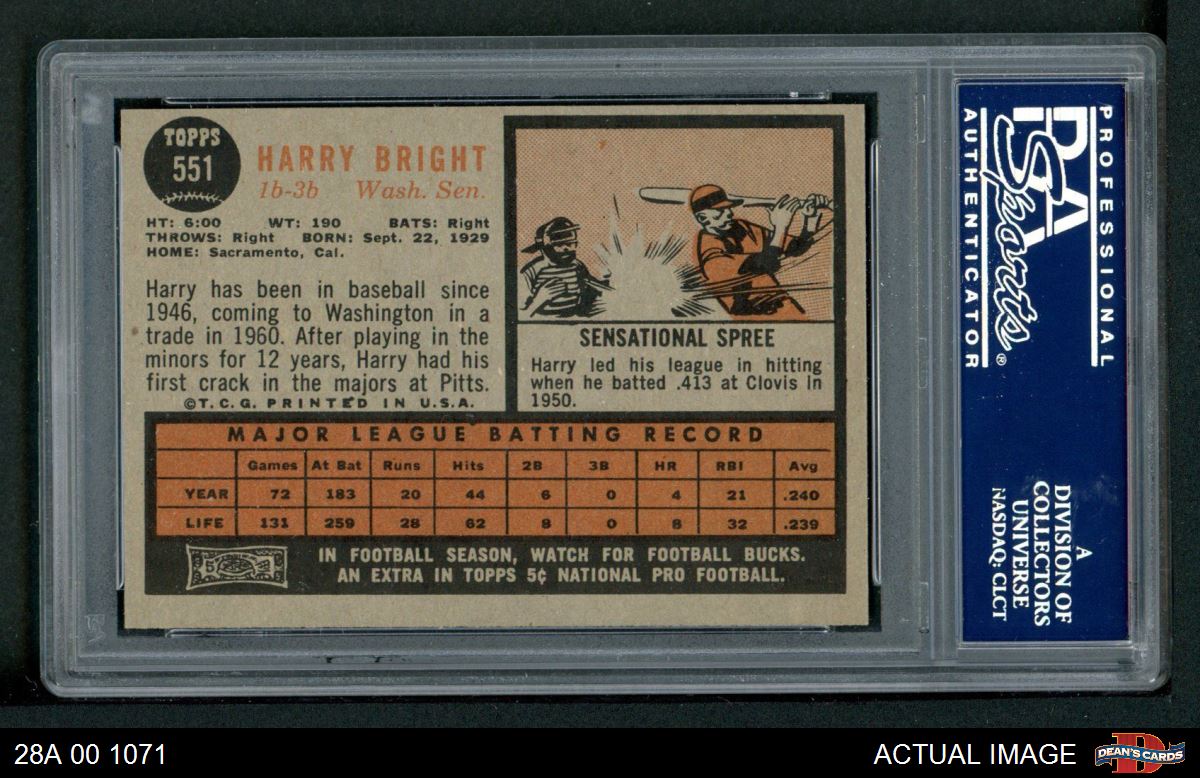 TOPPS
551
HARRY BRIGHT
1b-3b Wash. Sen.
HT: 6:00 WT: 190 BATS: Right
THROWS: Right BORN: Sept. 22, 1929
HOME: Sacramento, Cal.
Harry has been in baseball since
1946, coming to Washington in a
trade in 1960. After playing in the
minors for 12 years, Harry had his
first crack in the majors at Pitts.
©T.C.G. PRINTED IN U.S.A.
SENSATIONAL SPREE
Harry led his league in hitting
when he batted .413 at Clovis in
1950.
MAJOR LEAGUE BATTING RECORD
Games At Bat Runs Hits 2B 3B HR RBI Avg
YEAR 72 183 20 44 6 0 4 21 .240
LIFE 131 259 28 62 8 0 8 32 .239
5
IN FOOTBALL SEASON, WATCH FOR FOOTBALL BUCKS.
AN EXTRA IN TOPPS 5¢ NATIONAL PRO FOOTBALL.
PROFESSIONAL
PSA
Sports®
AUTHENTICATOR
A
DIVISION OF
COLLECTORS
UNIVERSE
NASDAQ: CLCT
28A 00 1071
ACTUAL IMAGE
DEAN'S CARDS